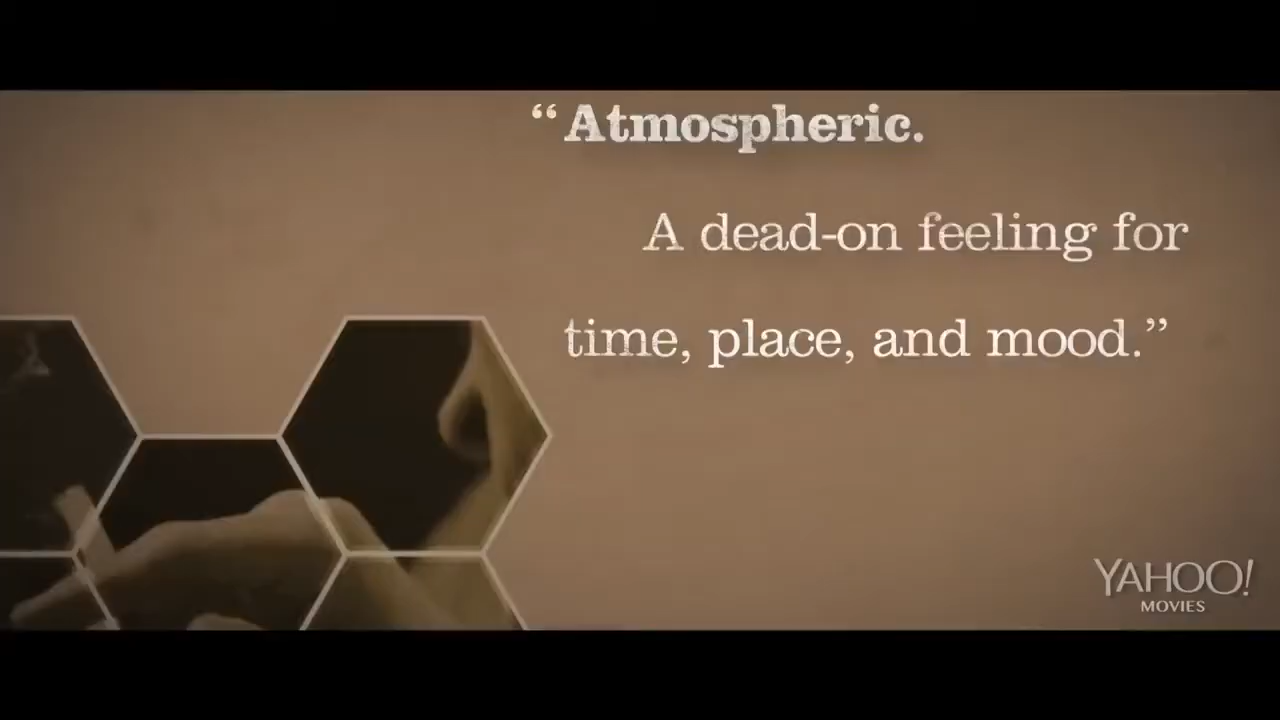 “Atmospheric.
A dead-on feeling for
time, place, and mood.”
YAHOO!
MOVIES